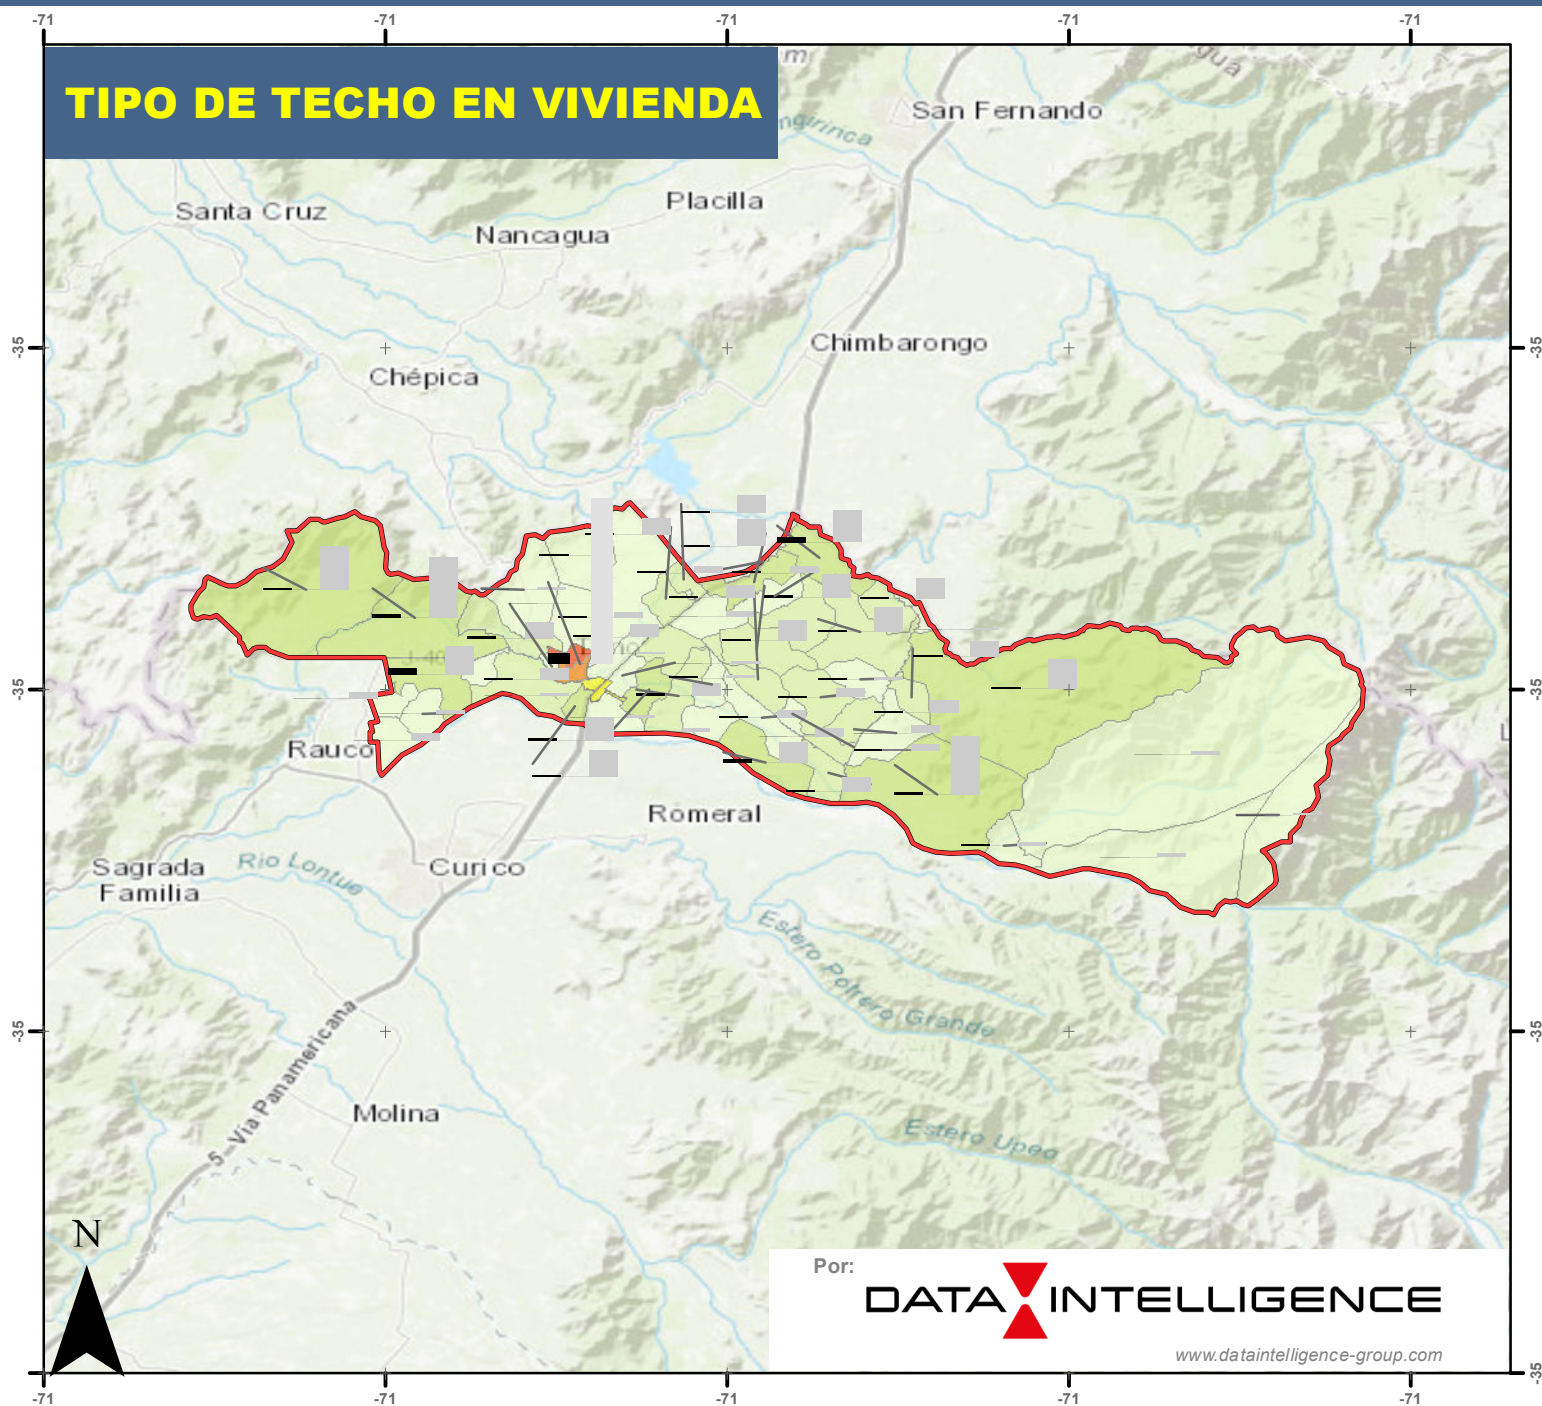 -71 -71 -71 -71 -71
TIPO DE TECHO EN VIVIENDA
San Fernando
Placilla
Santa Cruz
Nancagua
Chimbarongo
-35 -35
Chépica
J-40
-35 -35
Rauco
Romeral
Sagrada
Familia
Rio Lontue
Curico
Estero Potrero Grande
-35 -35
5 - Vía Panamericana
Molina
Estero Upeo
N
Por:
DATA INTELLIGENCE
www.dataintelligence-group.com
-35
-71 -71 -71 -71 -71